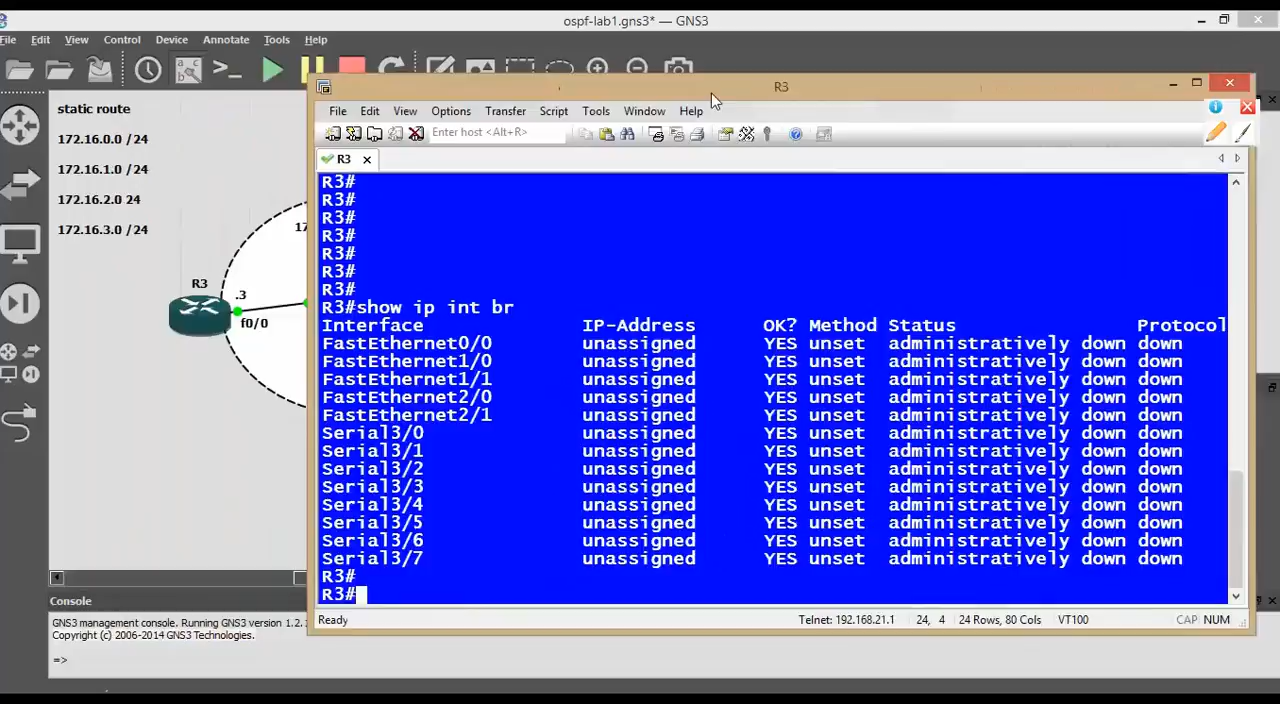 ospf-lab1.gns3* — GNS3
File Edit View Control Device Annotate Tools Help
static route
172.16.0.0 /24
172.16.1.0 /24
172.16.2.0 24
172.16.3.0 /24
17
R3
.3
f0/0
R3
File Edit View Options Transfer Script Tools Window Help
Enter host <Alt+R>
R3
R3#
R3#
R3#
R3#
R3#
R3#
R3#
R3#show ip int br
Interface IP-Address OK? Method Status Protocol
FastEthernet0/0 unassigned YES unset administratively down down
FastEthernet1/0 unassigned YES unset administratively down down
FastEthernet1/1 unassigned YES unset administratively down down
FastEthernet2/0 unassigned YES unset administratively down down
FastEthernet2/1 unassigned YES unset administratively down down
Serial3/0 unassigned YES unset administratively down down
Serial3/1 unassigned YES unset administratively down down
Serial3/2 unassigned YES unset administratively down down
Serial3/3 unassigned YES unset administratively down down
Serial3/4 unassigned YES unset administratively down down
Serial3/5 unassigned YES unset administratively down down
Serial3/6 unassigned YES unset administratively down down
Serial3/7 unassigned YES unset administratively down down
R3#
R3#
Ready Telnet: 192.168.21.1 24, 4 24 Rows, 80 Cols VT100 CAP NUM
Console
GNS3 management console. Running GNS3 version 1.2.
Copyright (c) 2006-2014 GNS3 Technologies.
=>